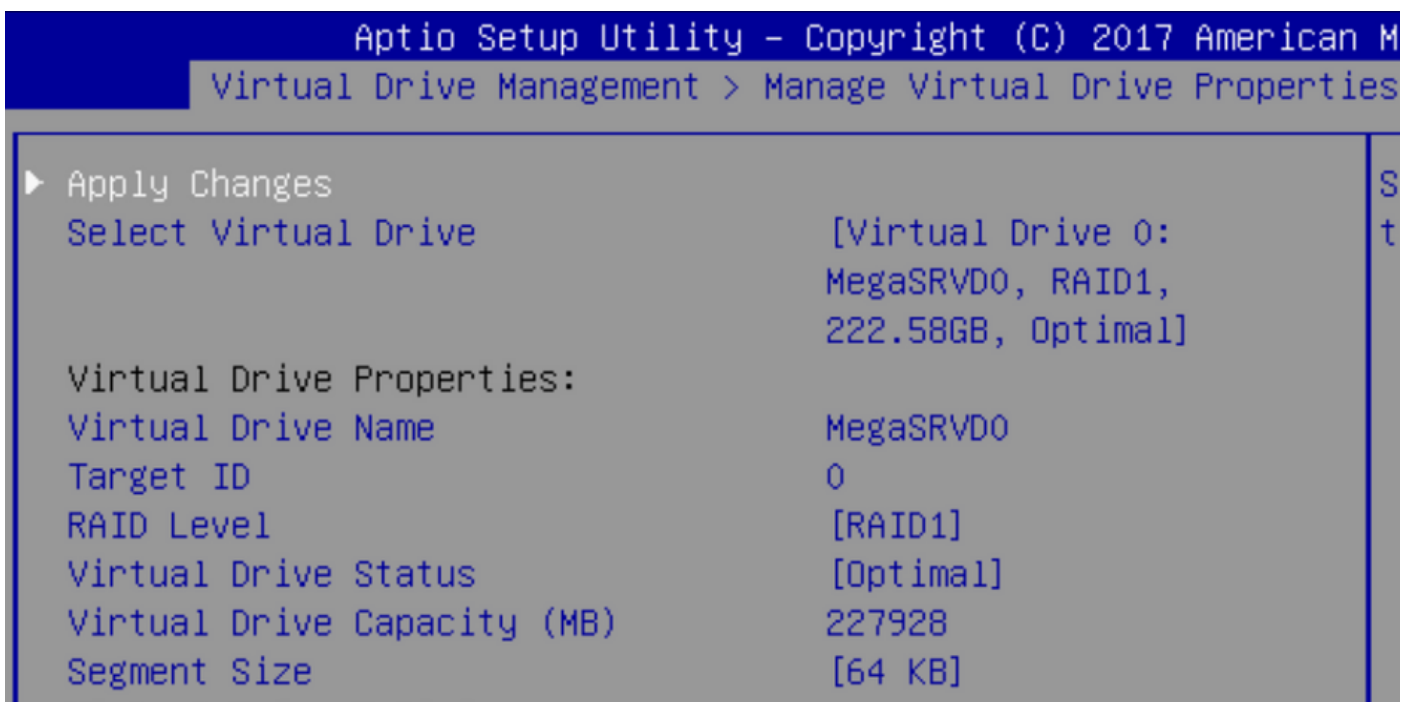 Aptio Setup Utility – Copyright (C) 2017 American M
Virtual Drive Management > Manage Virtual Drive Properties
Apply Changes
S
Select Virtual Drive [Virtual Drive 0: t
MegaSRVD0, RAID1,
222.58GB, Optimal]
Virtual Drive Properties:
Virtual Drive Name MegaSRVD0
Target ID 0
RAID Level [RAID1]
Virtual Drive Status [Optimal]
Virtual Drive Capacity (MB) 227928
Segment Size [64 KB]